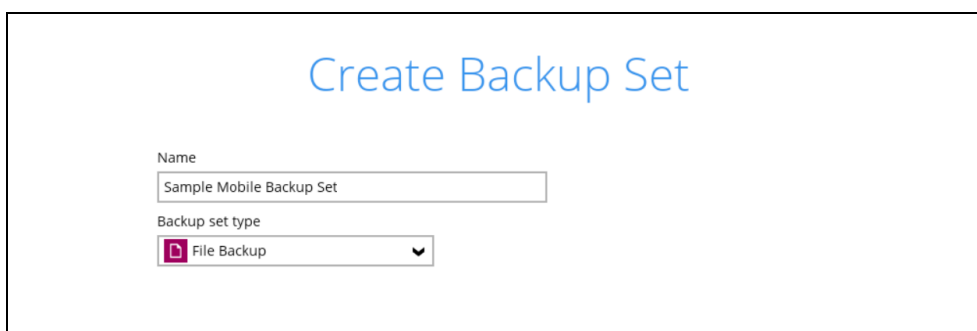 Create Backup Set
Name
Sample Mobile Backup Set
Backup set type
File Backup